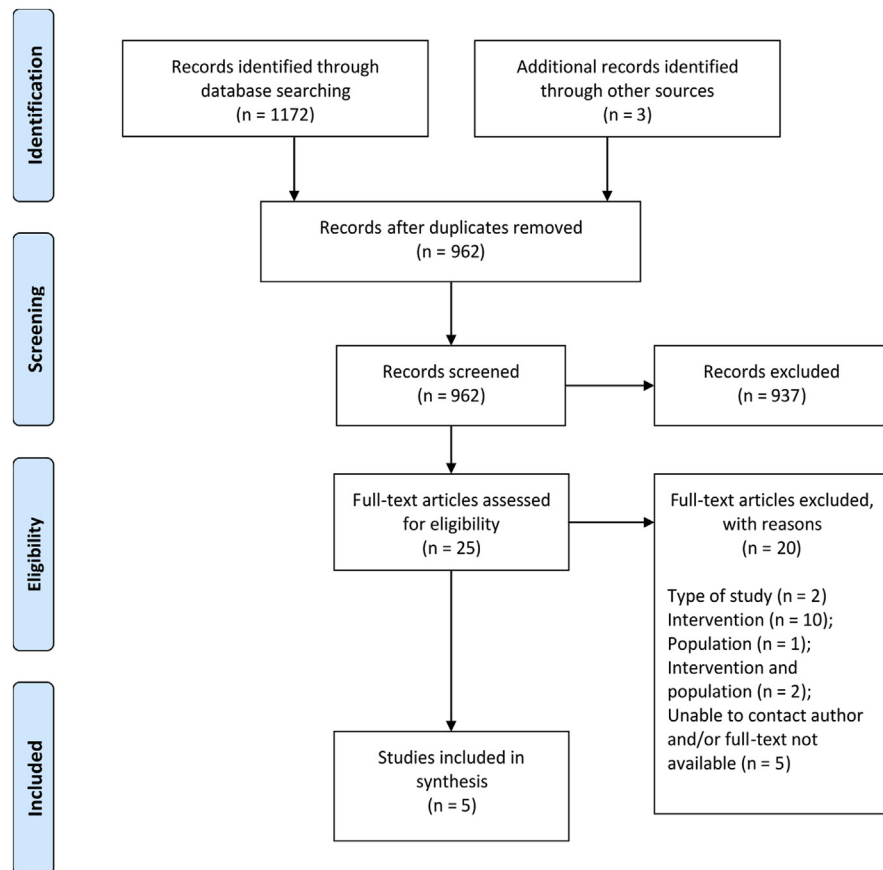 Identification
Records identified through
database searching
(n = 1172)
Additional records identified
through other sources
(n = 3)
Records after duplicates removed
(n = 962)
Screening
Records screened
(n = 962)
Records excluded
(n = 937)
Eligibility
Full-text articles assessed
for eligibility
(n = 25)
Full-text articles excluded,
with reasons
(n = 20)
Type of study (n = 2)
Intervention (n = 10);
Population (n = 1);
Intervention and
population (n = 2);
Unable to contact author
and/or full-text not
available (n = 5)
Included
Studies included in
synthesis
(n = 5)